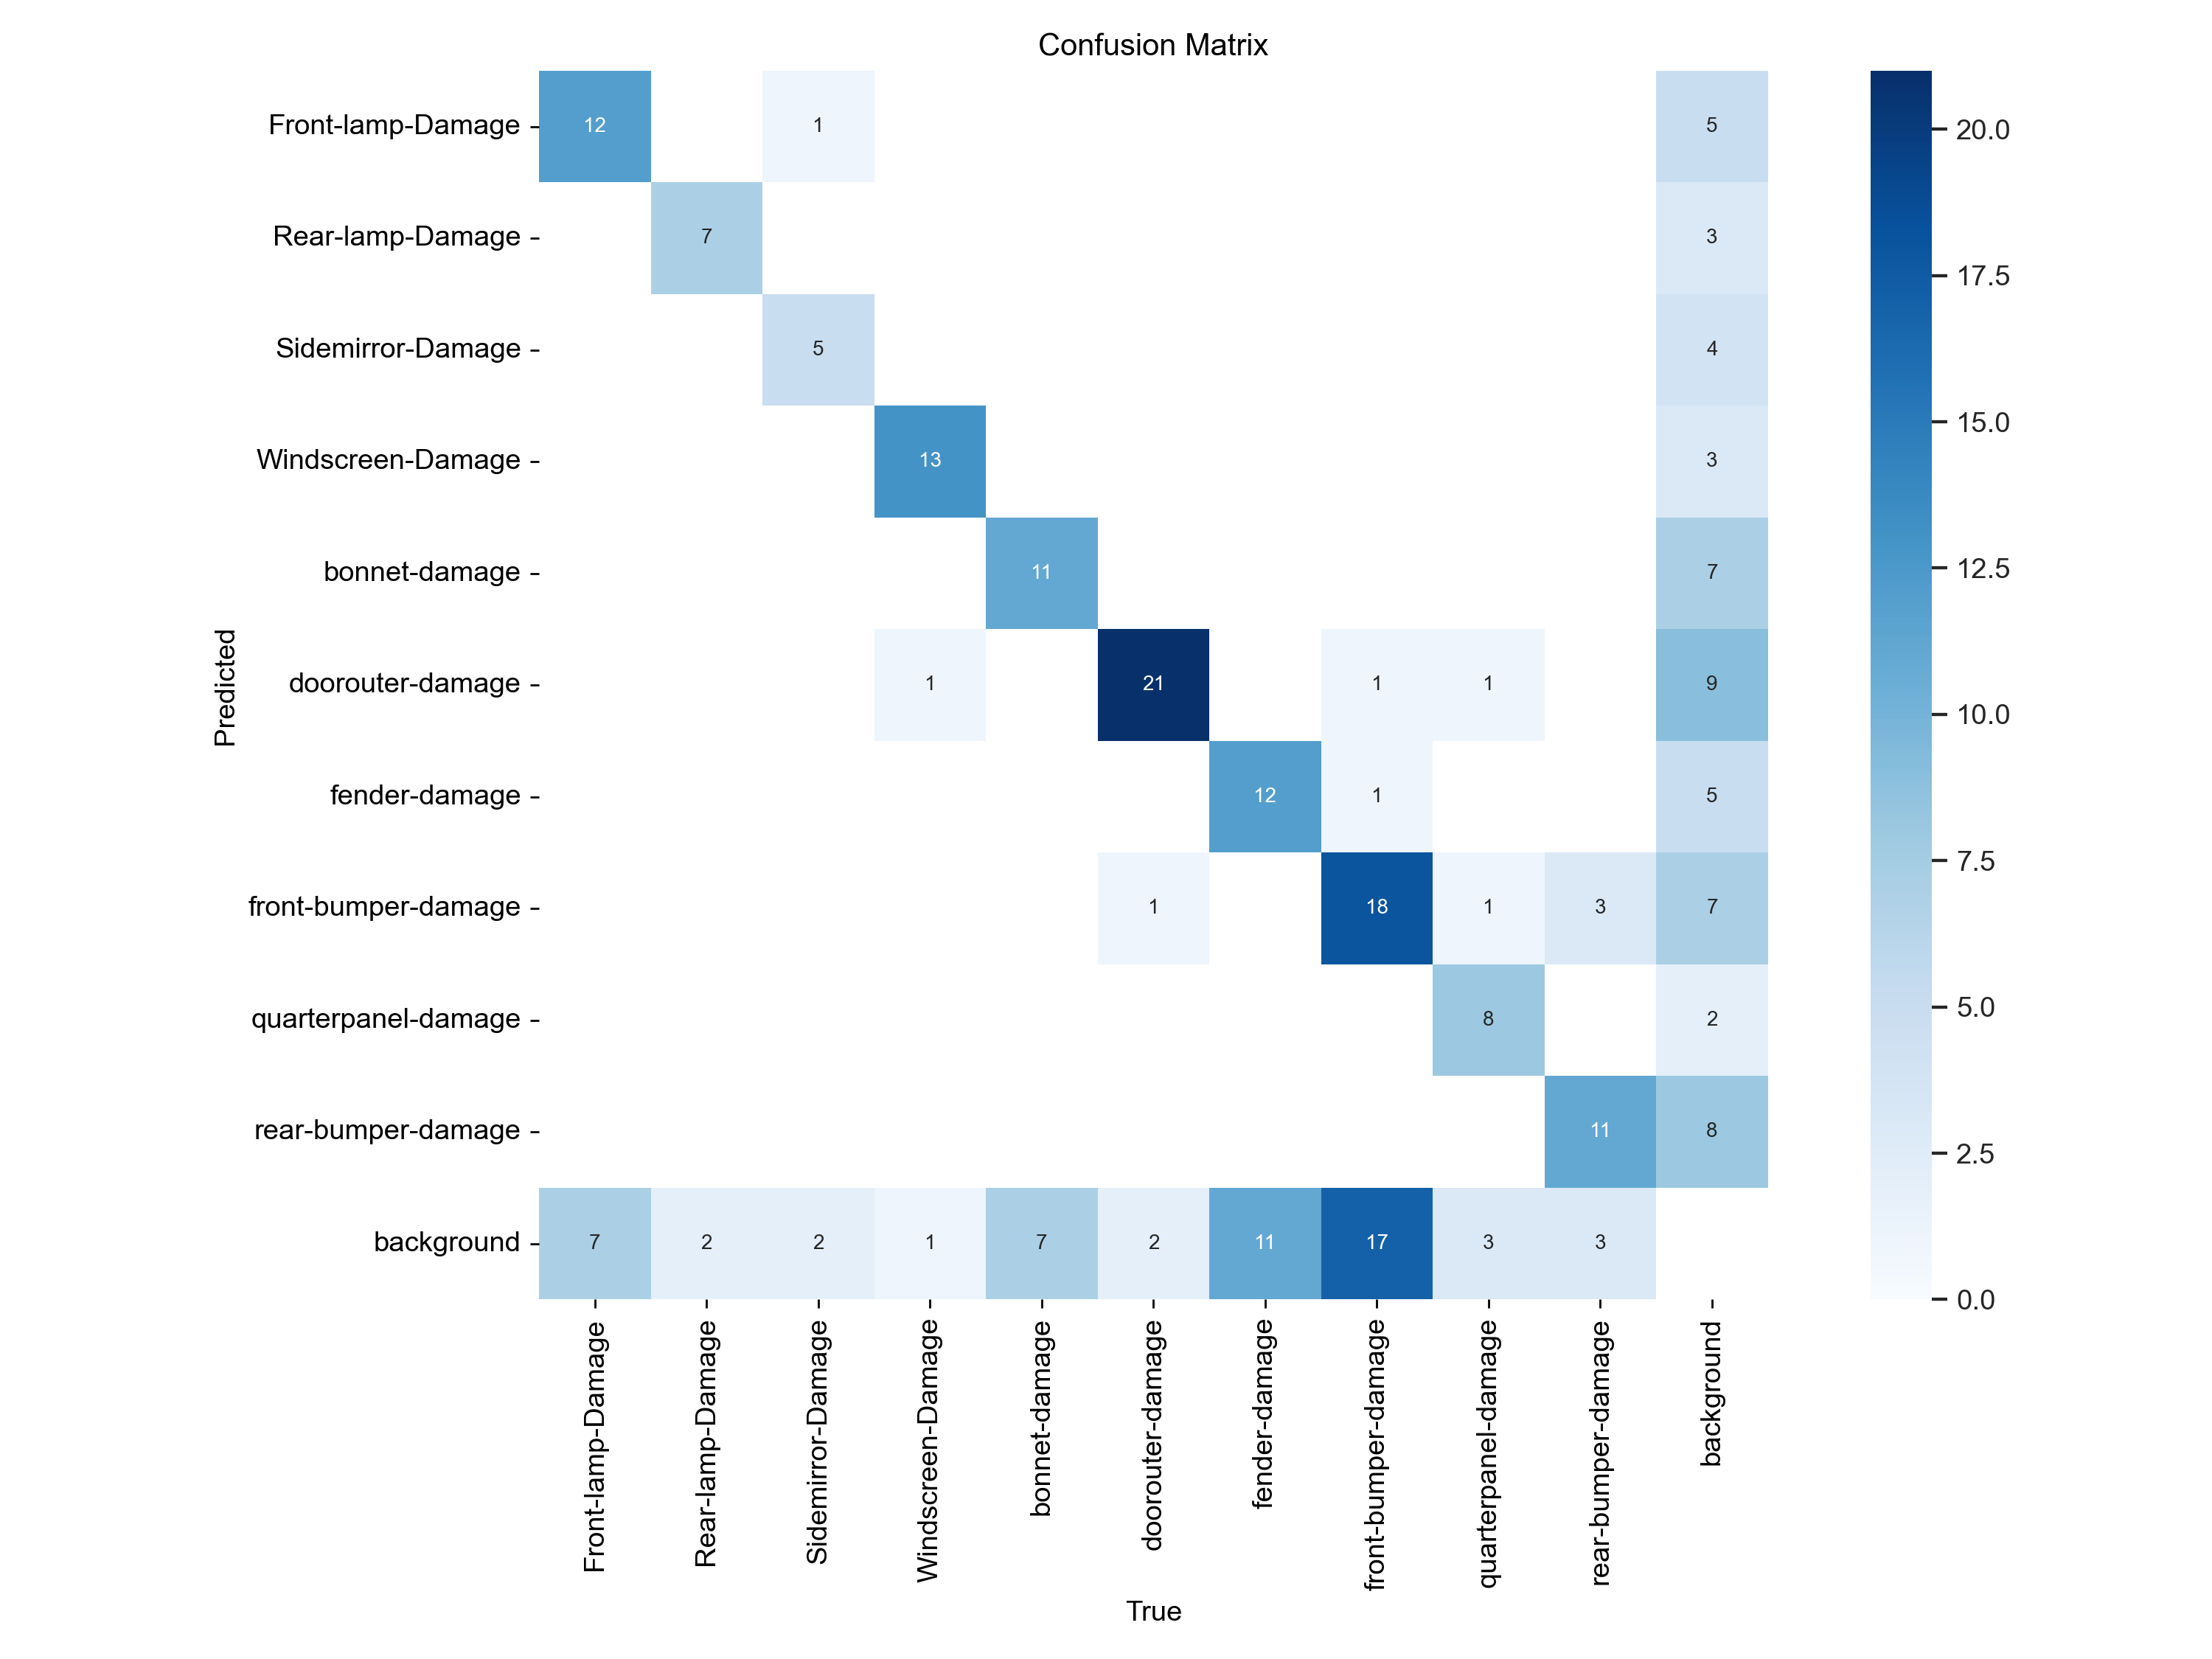 Confusion Matrix
Front-lamp-Damage 12 1 5
Rear-lamp-Damage 7 3
Sidemirror-Damage 5 4
Windscreen-Damage 13 3
bonnet-damage 11 7
doorouter-damage 1 21 1 1 9
fender-damage 12 1 5
front-bumper-damage 1 18 1 3 7
quarterpanel-damage 8 2
rear-bumper-damage 11 8
background 7 2 2 1 7 2 11 17 3 3
Predicted
Front-lamp-Damage
Rear-lamp-Damage
Sidemirror-Damage
Windscreen-Damage
bonnet-damage
doorouter-damage
fender-damage
front-bumper-damage
quarterpanel-damage
rear-bumper-damage
background
True
20.0
17.5
15.0
12.5
10.0
7.5
5.0
2.5
0.0